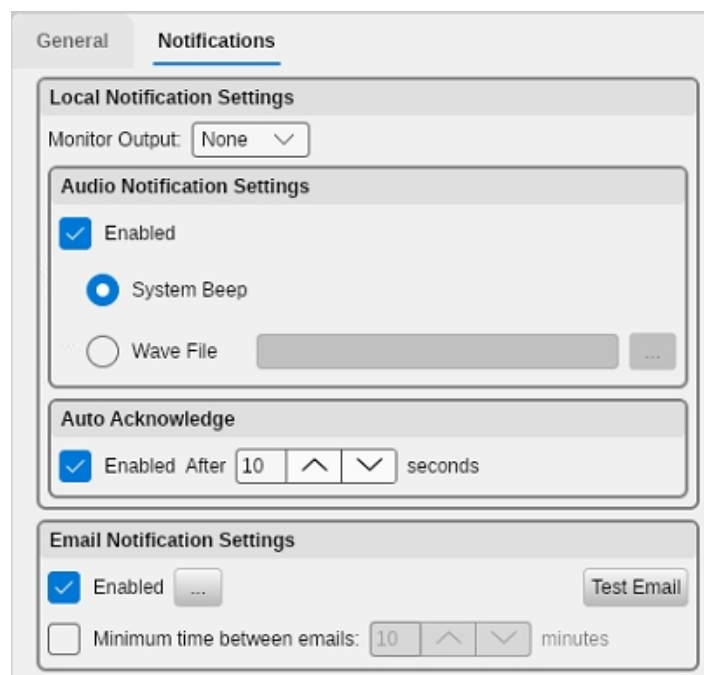 General Notifications
Local Notification Settings
Monitor Output: None
Audio Notification Settings
Enabled
System Beep
Wave File ...
Auto Acknowledge
Enabled After 10 seconds
Email Notification Settings
Enabled ... Test Email
Minimum time between emails: 10 minutes